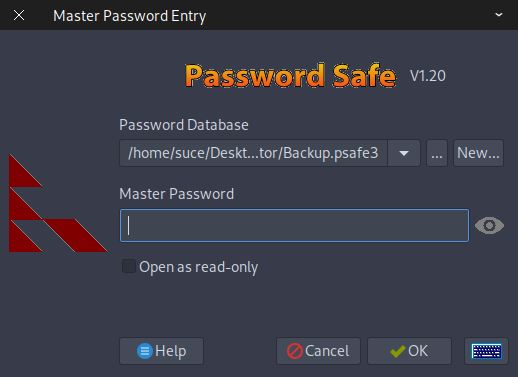 Master Password Entry
Password Safe V1.20
Password Database
/home/suce/Deskt...tor/Backup.psafe3
...
New...
Master Password
Open as read-only
Help
Cancel
OK